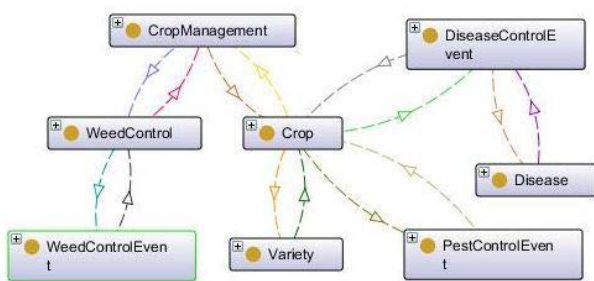 CropManagement
DiseaseControlE
vent
WeedControl
Crop
Disease
WeedControlEven
t
Variety
PestControlEven
t